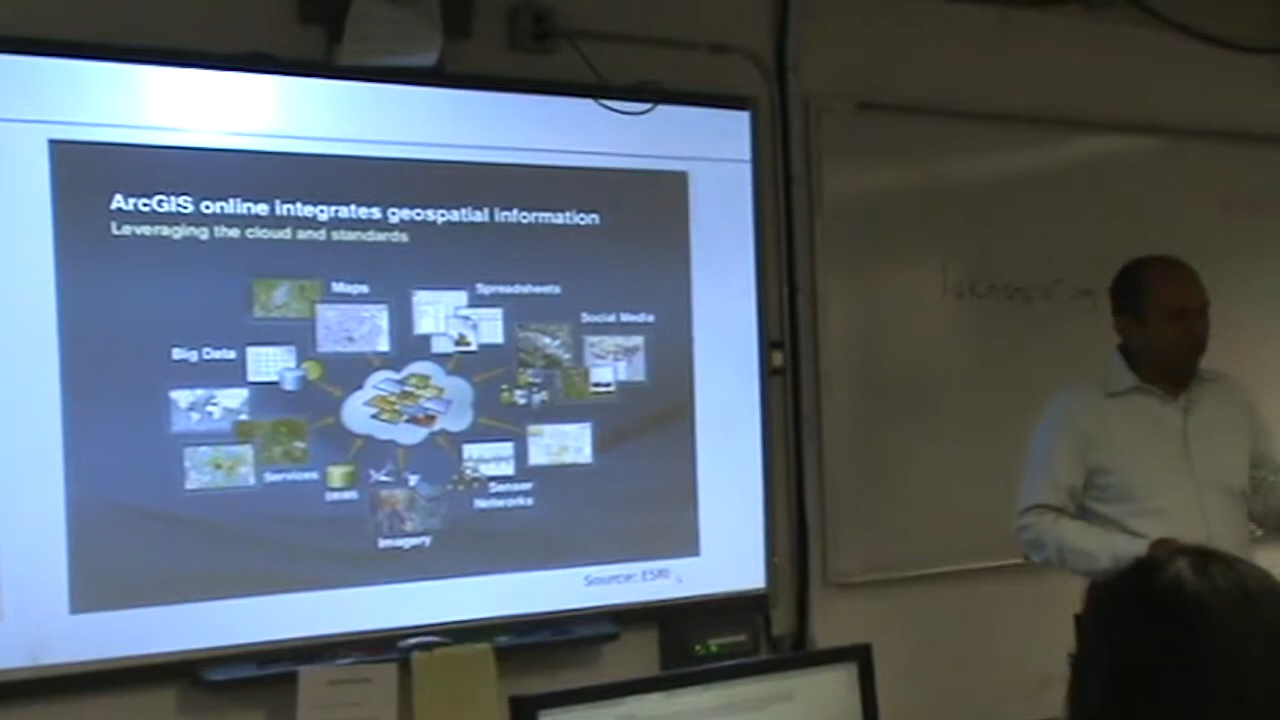 ArcGIS online integrates geospatial information
Leveraging the cloud and standards
Maps
Spreadsheets
Social Media
Big Data
Services
Sensor
Networks
Imagery
Source: ESRI